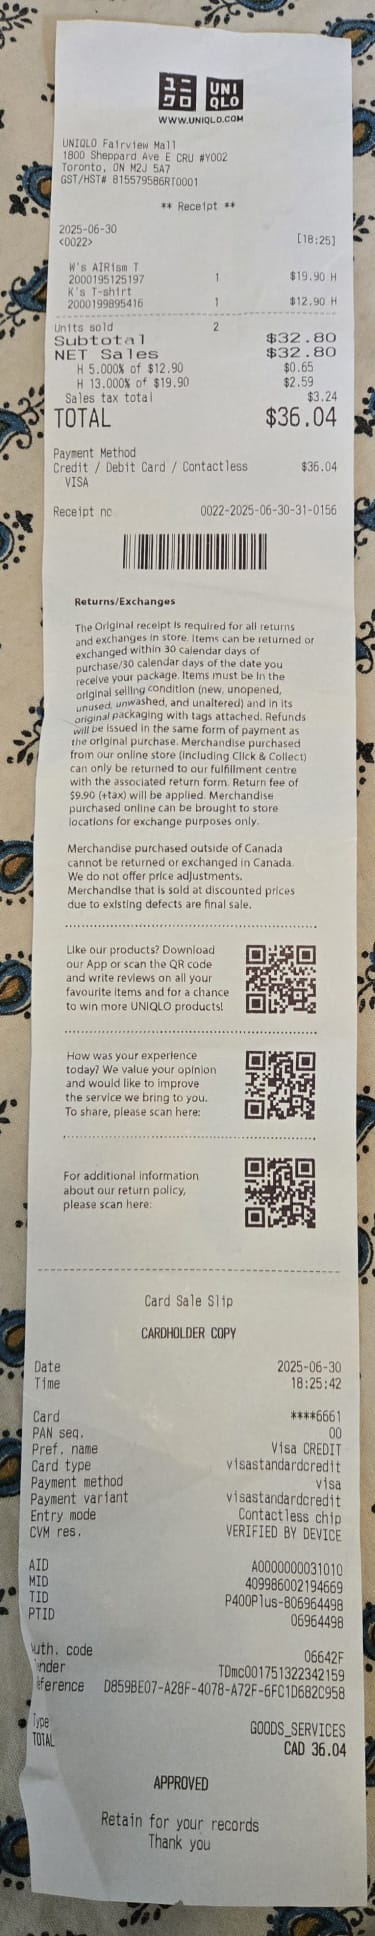 ユニ
クロ
UNI
QLO
WWW.UNIQLO.COM
UNIQLO Fairview Mall
1800 Sheppard Ave E CRU #Y002
Toronto, ON M2J 5A7
GST/HST# 815579586RT0001
** Receipt **
2025-06-30
<0022> [18:25]
W's AIRism T
2000195125197 1 $19.90 H
K's T-shirt
2000199895416 1 $12.90 H
Units sold 2
Subtotal $32.80
NET Sales $32.80
H 5.000% of $12.90 $0.65
H 13.000% of $19.90 $2.59
Sales tax total $3.24
TOTAL $36.04
Payment Method
Credit / Debit Card / Contactless $36.04
VISA
Receipt no 0022-2025-06-30-31-0156
Returns/Exchanges
The Original receipt is required for all returns
and exchanges in store. Items can be returned or
exchanged within 30 calendar days of
purchase/30 calendar days of the date you
receive your package. Items must be in the
original selling condition (new, unopened,
unused, unwashed, and unaltered) and in its
original packaging with tags attached. Refunds
will be issued in the same form of payment as
the original purchase. Merchandise purchased
from our online store (including Click & Collect)
can only be returned to our fulfillment centre
with the associated return form. Return fee of
$9.90 (+tax) will be applied. Merchandise
purchased online can be brought to store
locations for exchange purposes only.
Merchandise purchased outside of Canada
cannot be returned or exchanged in Canada.
We do not offer price adjustments.
Merchandise that is sold at discounted prices
due to existing defects are final sale.
Like our products? Download
our App or scan the QR code
and write reviews on all your
favourite items and for a chance
to win more UNIQLO products!
How was your experience
today? We value your opinion
and would like to improve
the service we bring to you.
To share, please scan here:
For additional information
about our return policy,
please scan here:
Card Sale Slip
CARDHOLDER COPY
Date 2025-06-30
Time 18:25:42
Card ****6661
PAN seq. 00
Pref. name Visa CREDIT
Card type visastandardcredit
Payment method visa
Payment variant visastandardcredit
Entry mode Contactless chip
CVM res. VERIFIED BY DEVICE
AID A0000000031010
MID 409986002194669
TID P400Plus-806964498
PTID 06964498
uth. code 06642F
nder TDmc001751322342159
eference D859BE07-A28F-4078-A72F-6FC1D682C958
Type GOODS_SERVICES
TOTAL CAD 36.04
APPROVED
Retain for your records
Thank you